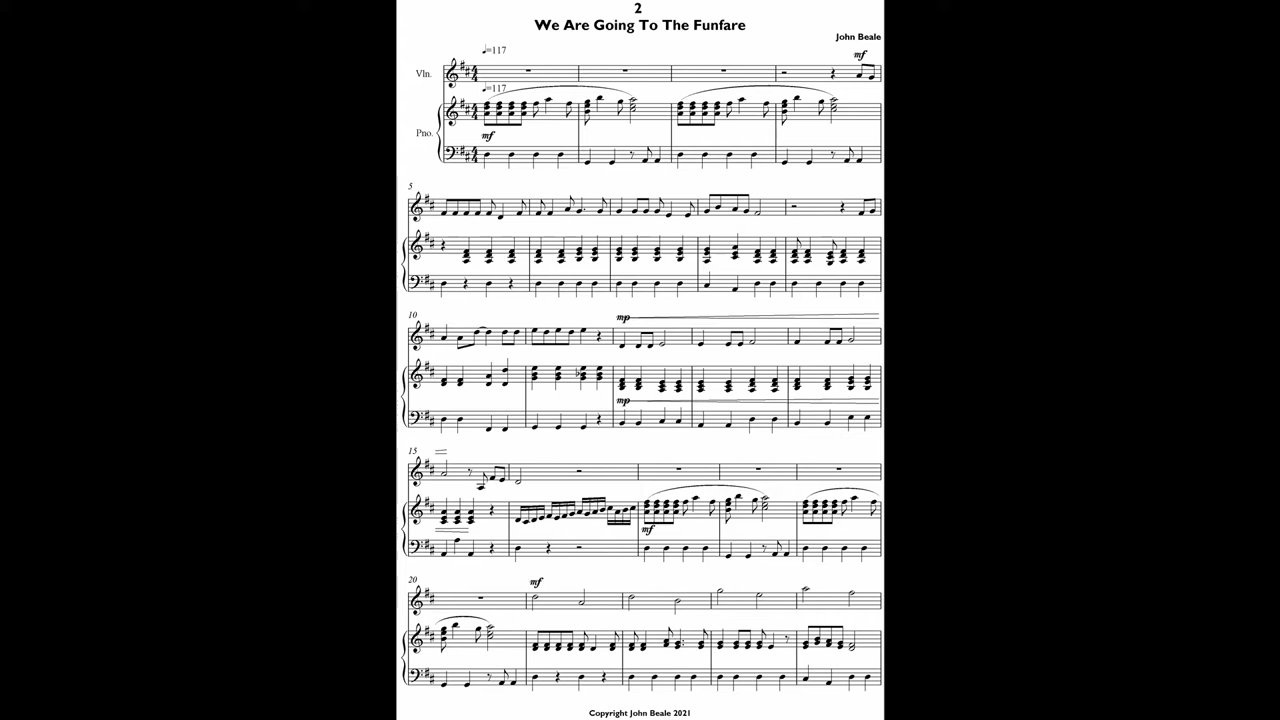 2
We Are Going To The Funfare
John Beale
♩=117
mf
Vln.
♩=117
Pno.
mf
5
10
mp
mp
15
mf
20
mf
Copyright John Beale 2021